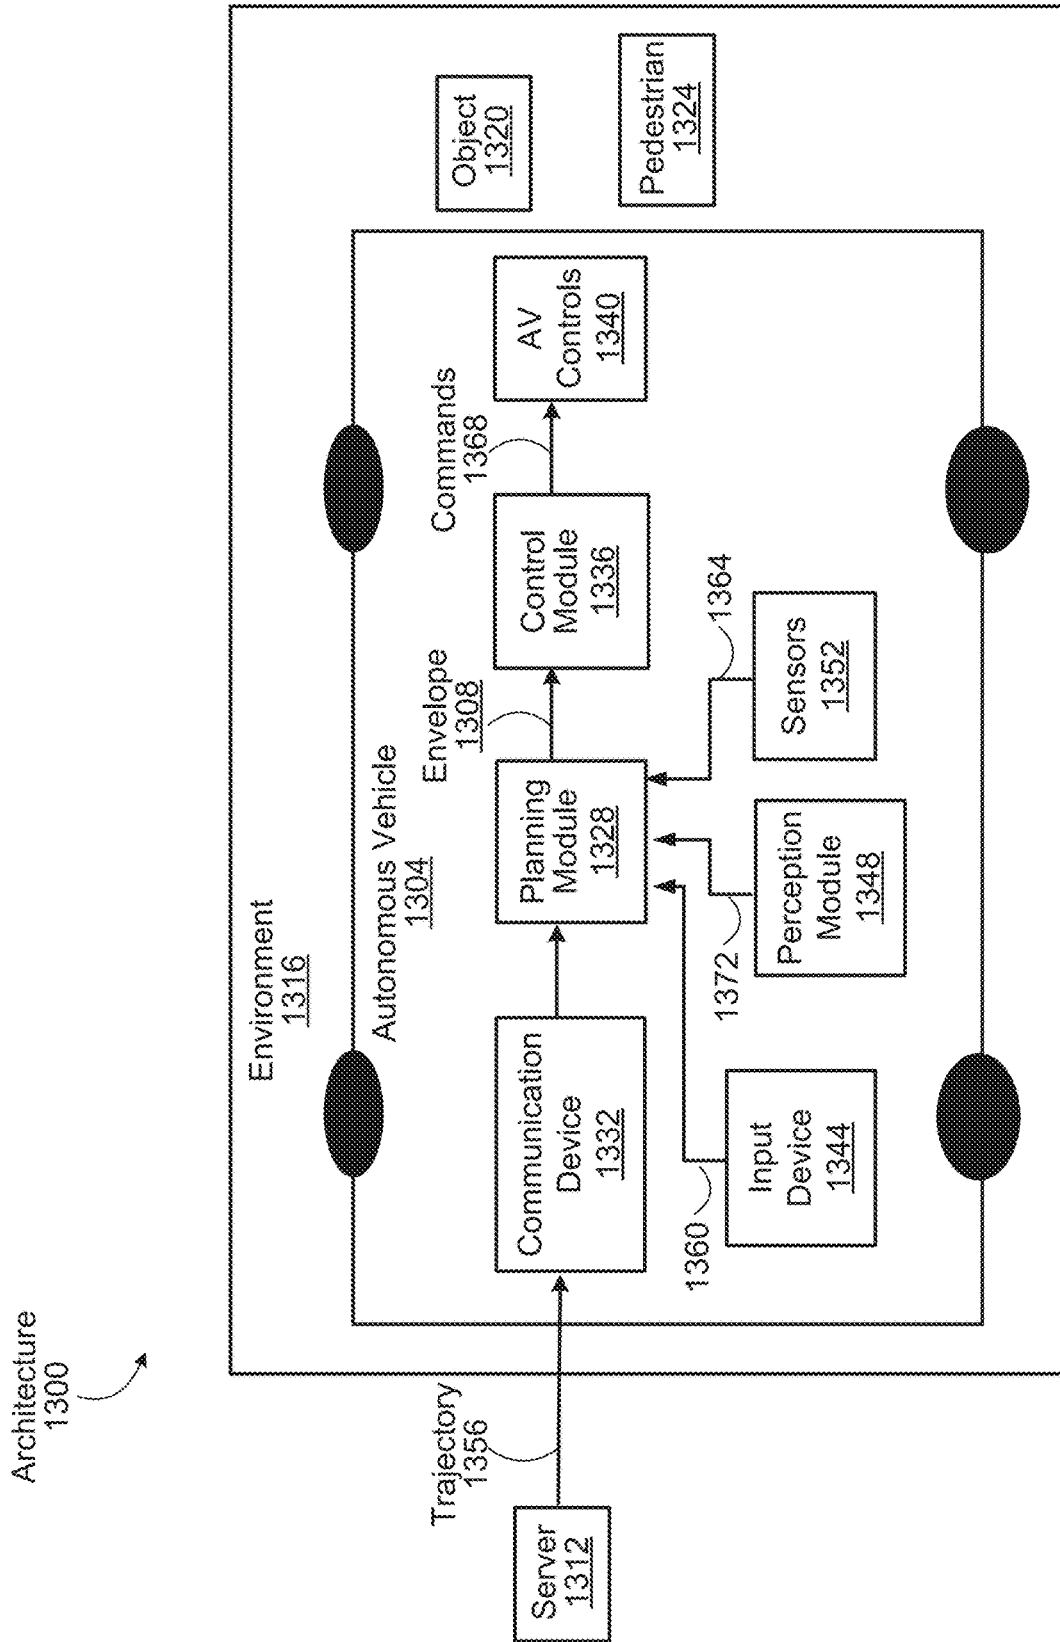 Architecture
1300
Environment
1316
Autonomous Vehicle
1304
Server
1312
Trajectory
1356
Communication
Device
1332
Planning
Module
1328
Envelope
1308
Control
Module
1336
Commands
1368
AV
Controls
1340
Object
1320
Pedestrian
1324
1360
Input
Device
1344
1372
Perception
Module
1348
1364
Sensors
1352